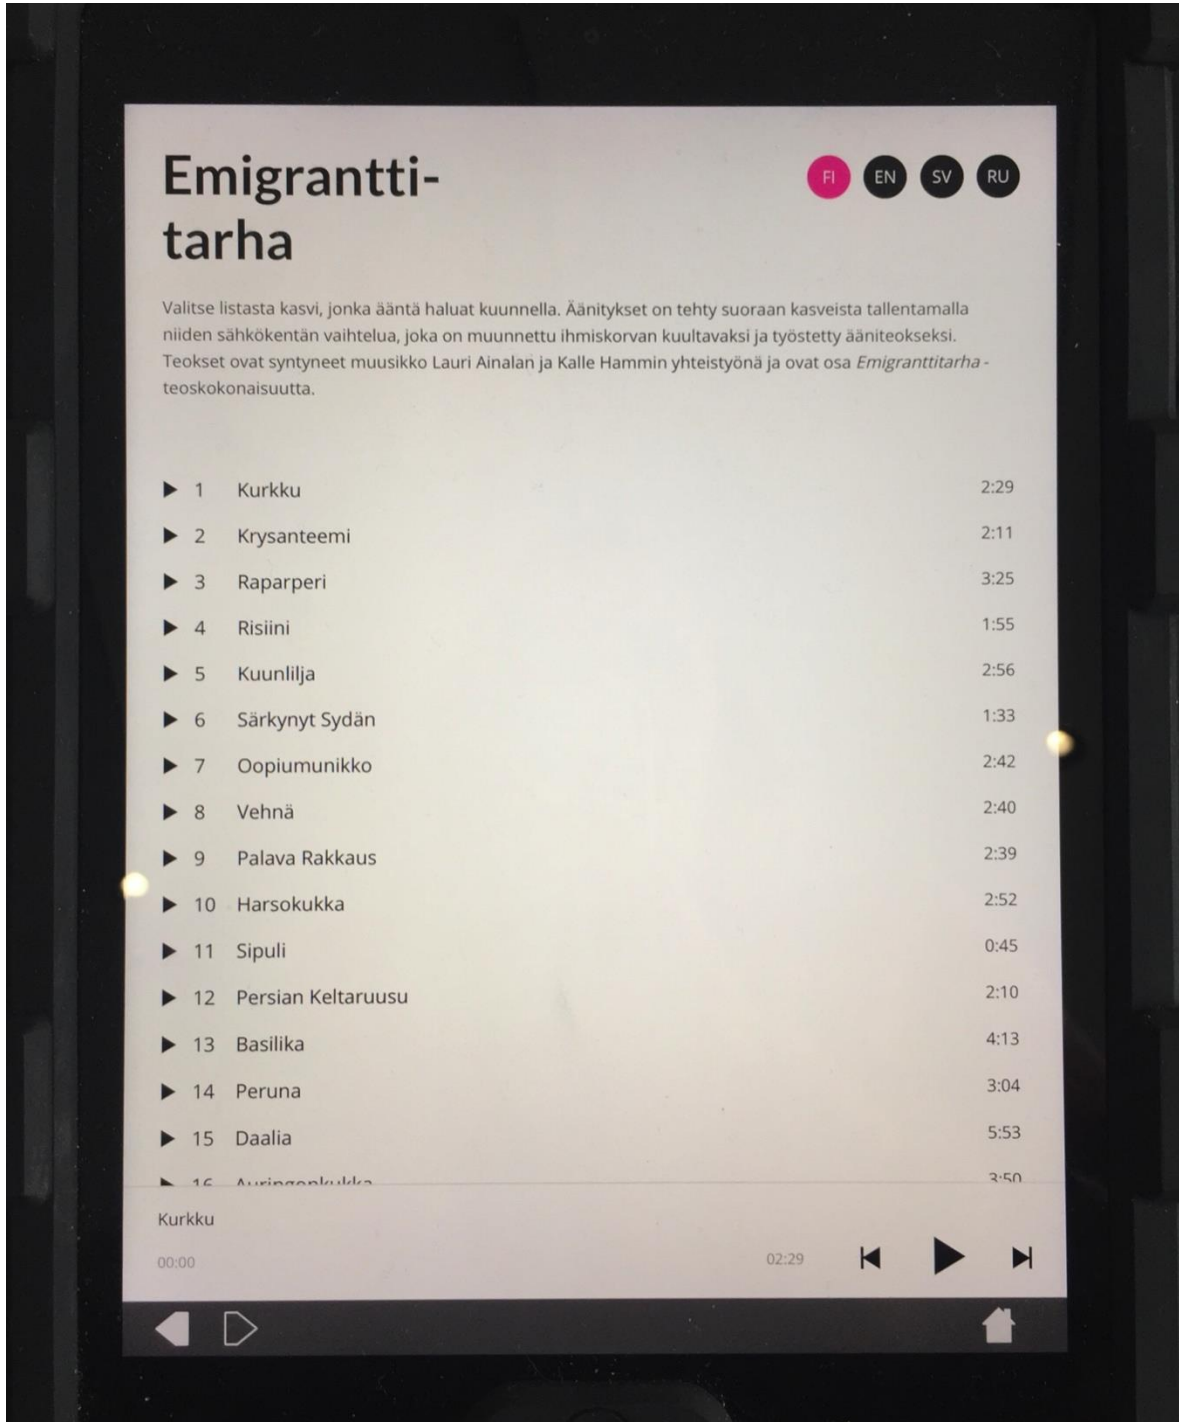 Emigrantti-
tarha
FI EN SV RU
Valitse listasta kasvi, jonka ääntä haluat kuunnella. Äänitykset on tehty suoraan kasveista tallentamalla
niiden sähkökentän vaihtelua, joka on muunnettu ihmiskorvan kuultavaksi ja työstetty ääniteokseksi.
Teokset ovat syntyneet muusikko Lauri Ainalan ja Kalle Hammin yhteistyönä ja ovat osa Emigranttitarha -
teoskokonaisuutta.
1 Kurkku 2:29
2 Krysanteemi 2:11
3 Raparperi 3:25
4 Risiini 1:55
5 Kuunlilja 2:56
6 Särkynyt Sydän 1:33
7 Oopiumunikko 2:42
8 Vehnä 2:40
9 Palava Rakkaus 2:39
10 Harsokukka 2:52
11 Sipuli 0:45
12 Persian Keltaruusu 2:10
13 Basilika 4:13
14 Peruna 3:04
15 Daalia 5:53
16 Auringonkukka 3:50
Kurkku
00:00 02:29